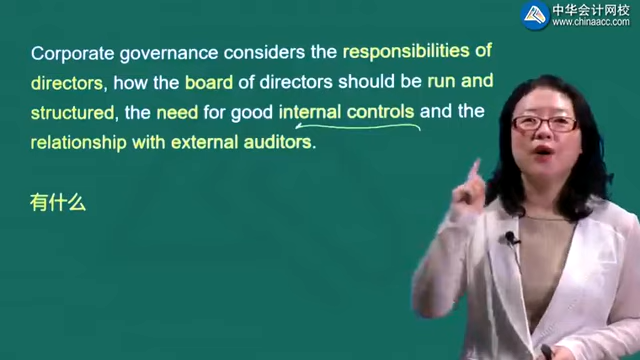 中华会计网校
www.chinaacc.com
Corporate governance considers the responsibilities of
directors, how the board of directors should be run and
structured, the need for good internal controls and the
relationship with external auditors.
有什么